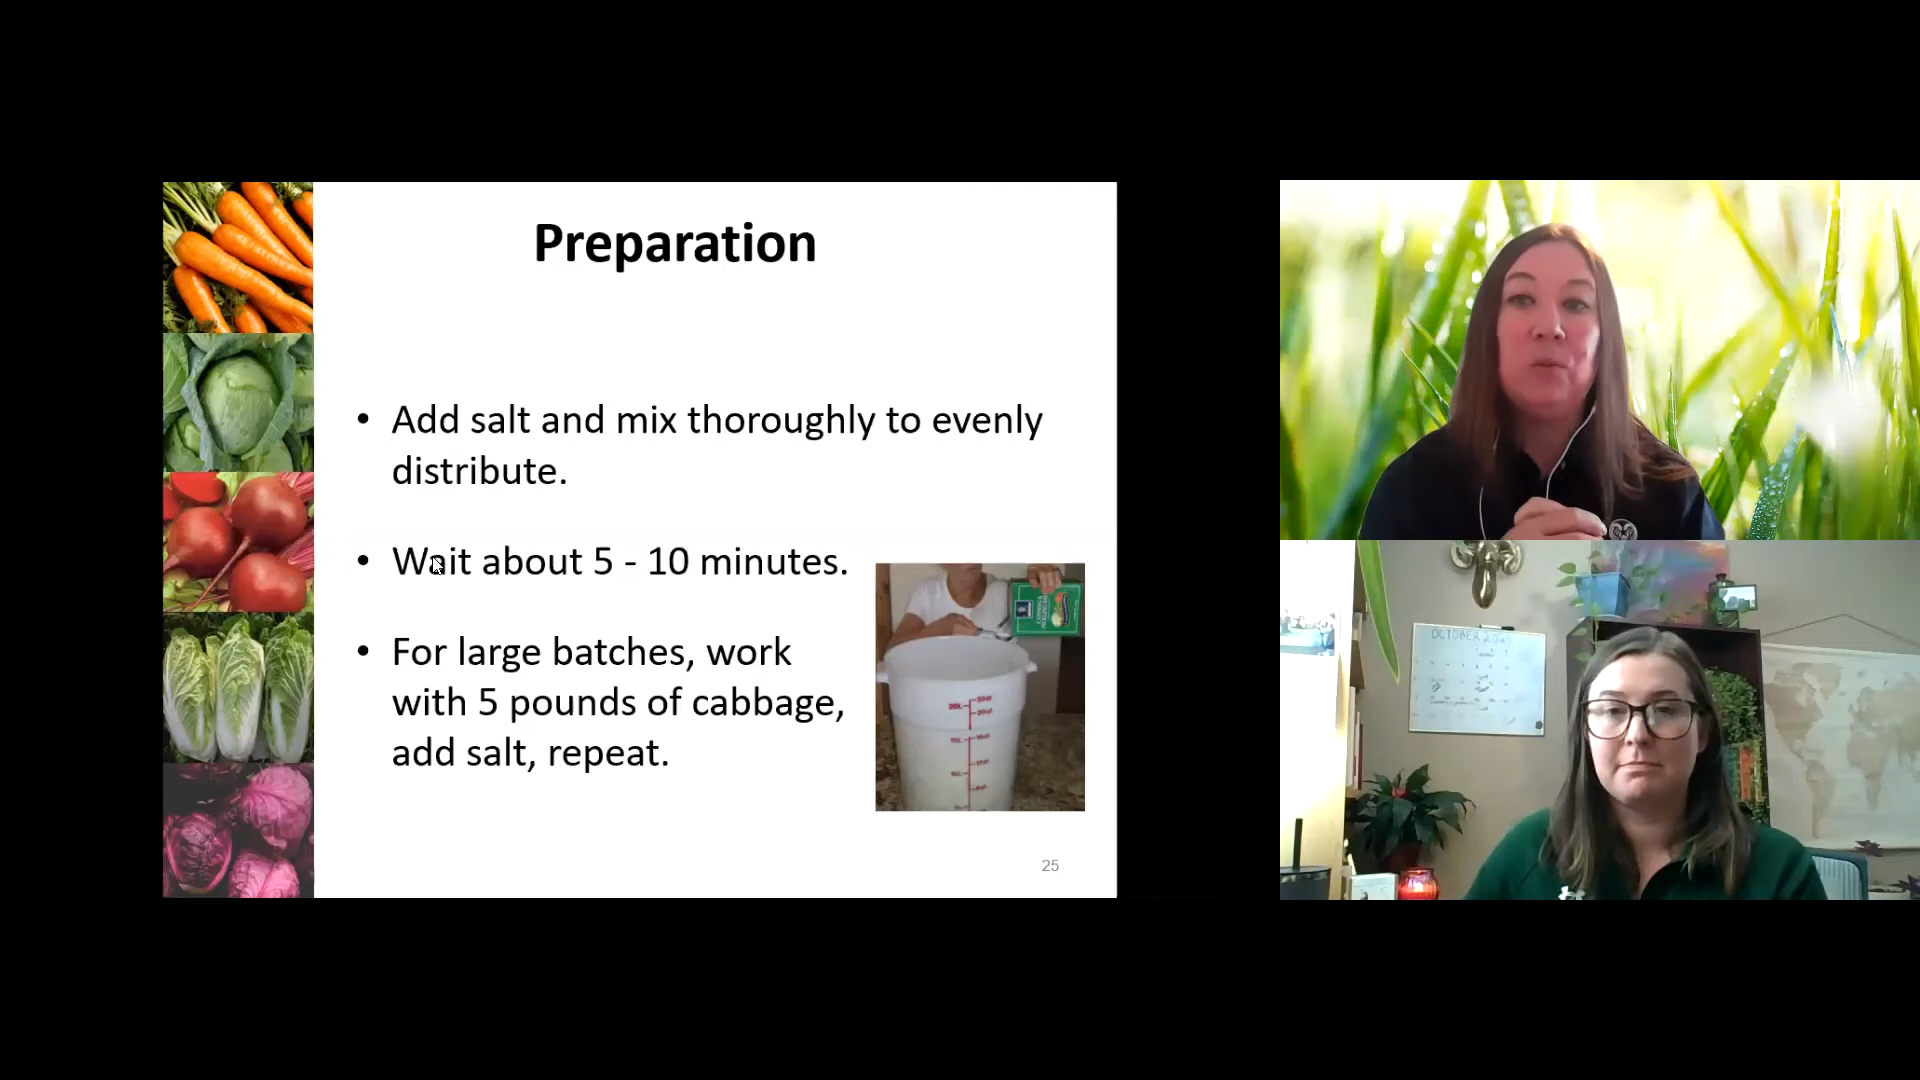 Preparation
• Add salt and mix thoroughly to evenly
distribute.
• Wait about 5 - 10 minutes.
• For large batches, work
with 5 pounds of cabbage,
add salt, repeat.
25
OCTOBER